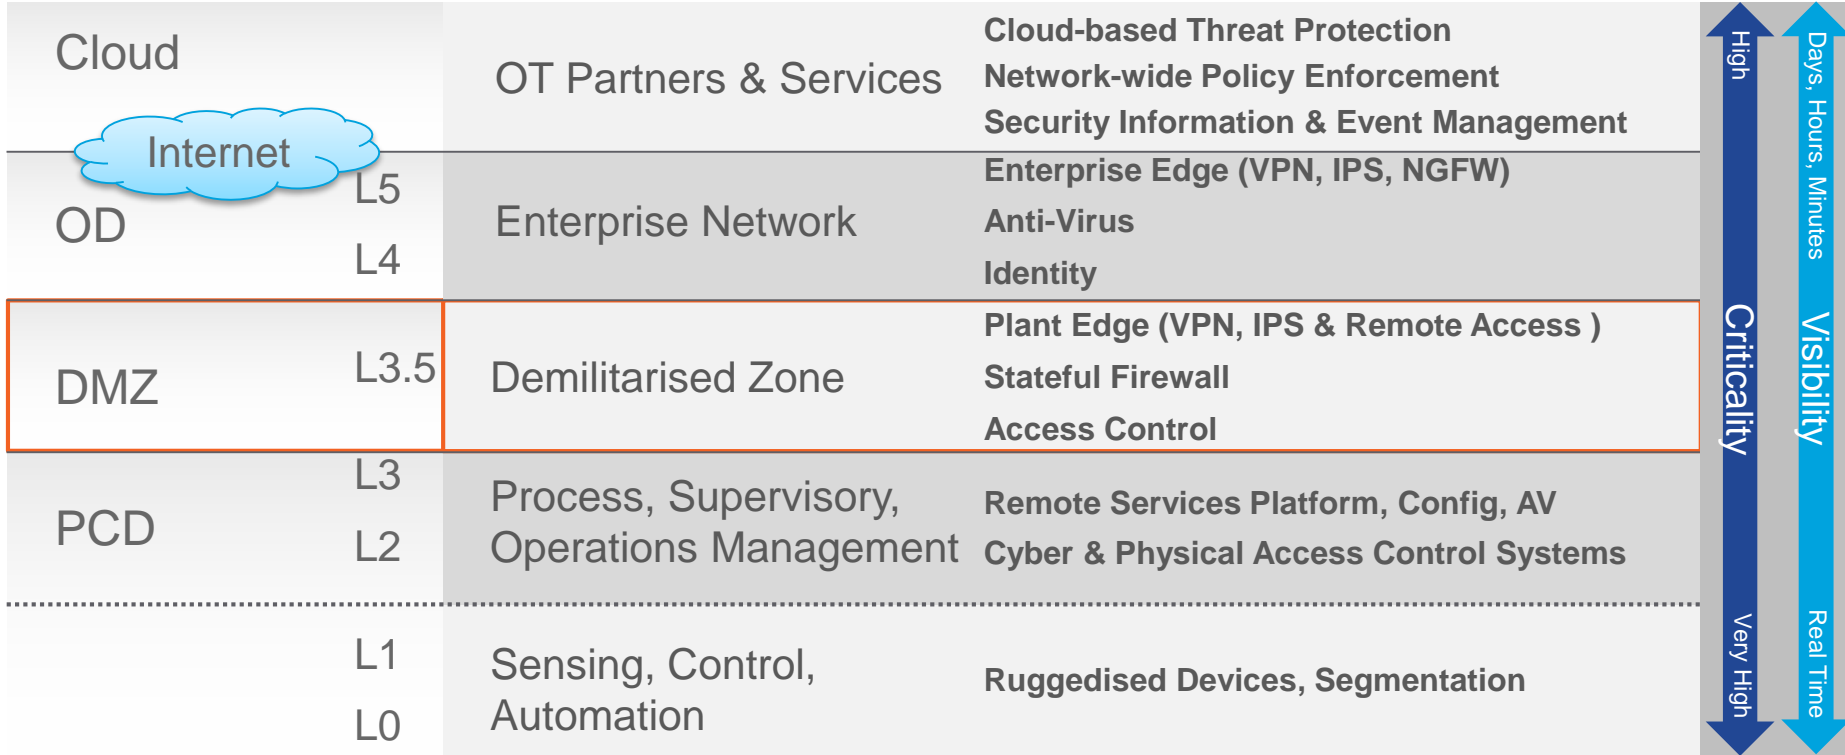 Cloud
Internet
OT Partners & Services
Cloud-based Threat Protection
Network-wide Policy Enforcement
Security Information & Event Management
OD
L5
L4
Enterprise Network
Enterprise Edge (VPN, IPS, NGFW)
Anti-Virus
Identity
DMZ
L3.5
Demilitarised Zone
Plant Edge (VPN, IPS & Remote Access )
Stateful Firewall
Access Control
PCD
L3
L2
Process, Supervisory,
Operations Management
Remote Services Platform, Config, AV
Cyber & Physical Access Control Systems
L1
L0
Sensing, Control,
Automation
Ruggedised Devices, Segmentation
High
Criticality
Very High
Days, Hours, Minutes
Visibility
Real Time